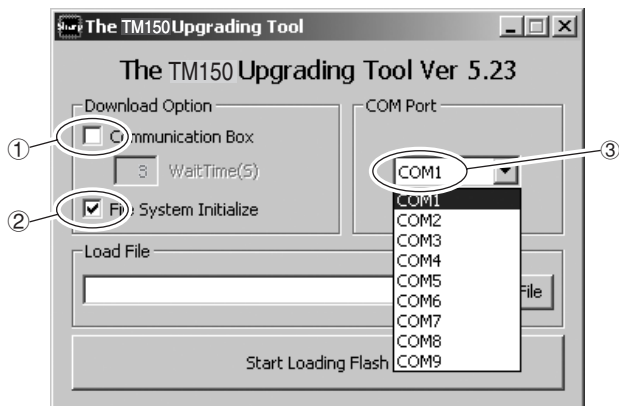 Sharp The TM150 Upgrading Tool
The TM150 Upgrading Tool Ver 5.23
Download Option
COM Port
① Communication Box
③
3 WaitTime(S)
COM1
② File System Initialize
COM1
COM2
COM3
COM4
COM5
COM6
COM7
COM8
COM9
Load File
File
Start Loading Flash